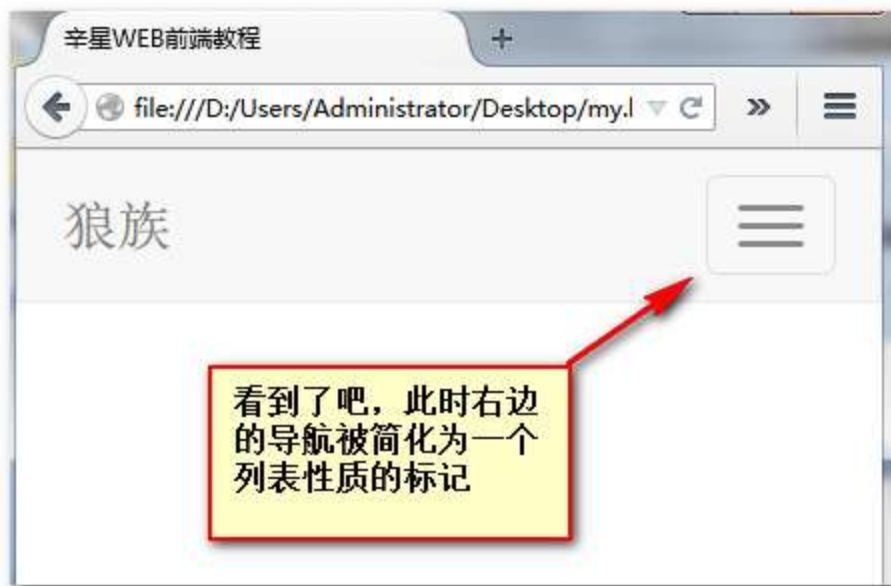 辛星WEB前端教程
file:///D:/Users/Administrator/Desktop/my.l
狼族
看到了吧，此时右边
的导航被简化为一个
列表性质的标记